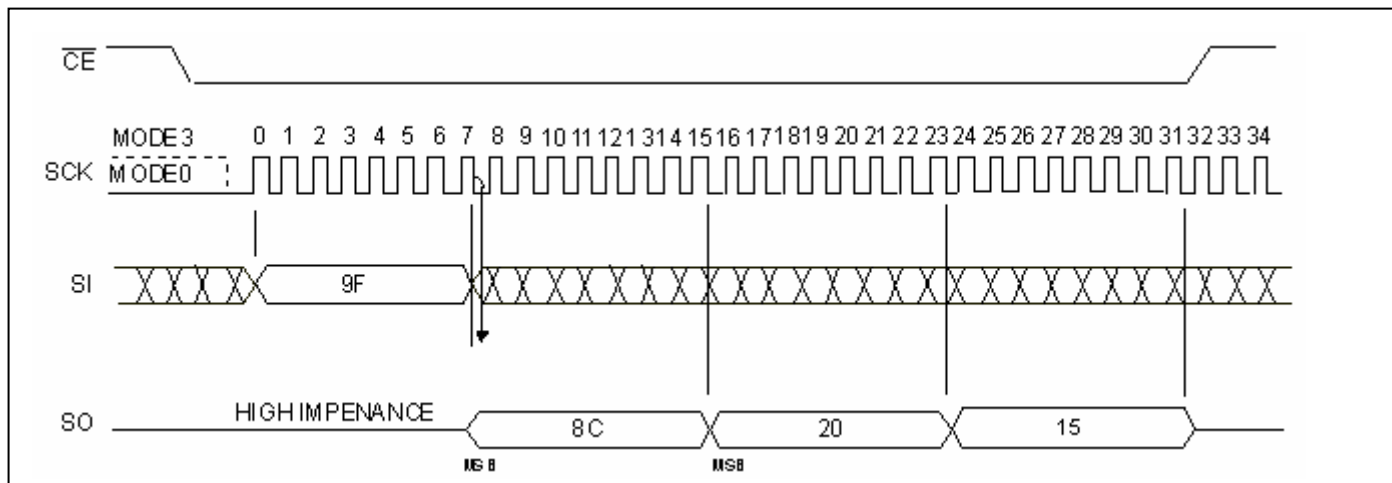 CE
MODE 3
0 1 2 3 4 5 6 7 8 9 10 11 12 13 14 15 16 17 18 19 20 21 22 23 24 25 26 27 28 29 30 31 32 33 34
SCK MODE0
SI 9F
SO HIGH IMPENANCE 8C 20 15
MSB MSB